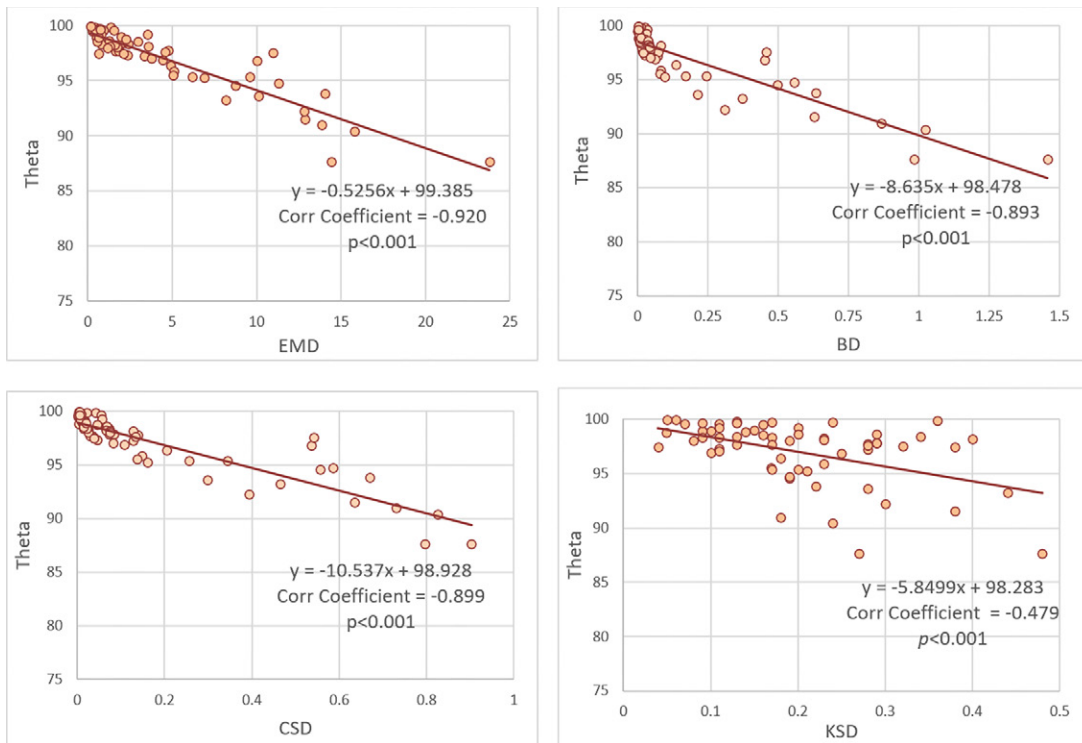 100
95
90
85
80
75
Theta
0
5
10
15
20
25
EMD
y = -0.5256x + 99.385
Corr Coefficient = -0.920
p<0.001
100
95
90
85
80
75
Theta
0
0.25
0.5
0.75
1
1.25
1.5
BD
y = -8.635x + 98.478
Corr Coefficient = -0.893
p<0.001
100
95
90
85
80
75
Theta
0
0.2
0.4
0.6
0.8
1
CSD
y = -10.537x + 98.928
Corr Coefficient = -0.899
p<0.001
100
95
90
85
80
75
Theta
0
0.1
0.2
0.3
0.4
0.5
KSD
y = -5.8499x + 98.283
Corr Coefficient = -0.479
p<0.001